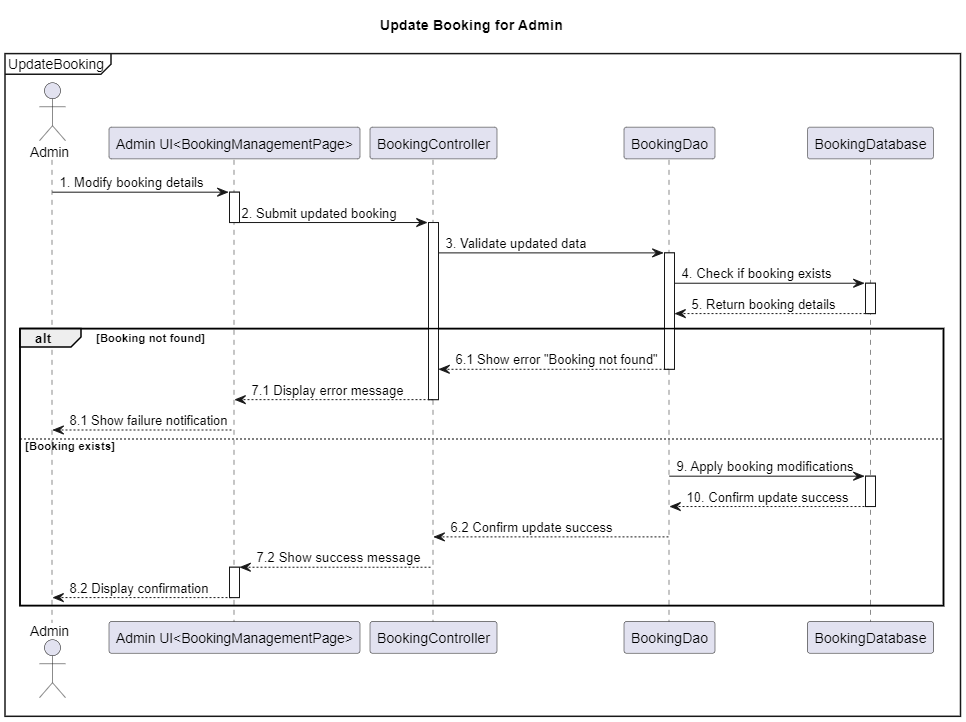 Update Booking for Admin
UpdateBooking
Admin
Admin UI<BookingManagementPage>
BookingController
BookingDao
BookingDatabase
1. Modify booking details
2. Submit updated booking
3. Validate updated data
4. Check if booking exists
5. Return booking details
alt
[Booking not found]
6.1 Show error "Booking not found"
7.1 Display error message
8.1 Show failure notification
[Booking exists]
9. Apply booking modifications
10. Confirm update success
6.2 Confirm update success
7.2 Show success message
8.2 Display confirmation
Admin
Admin UI<BookingManagementPage>
BookingController
BookingDao
BookingDatabase